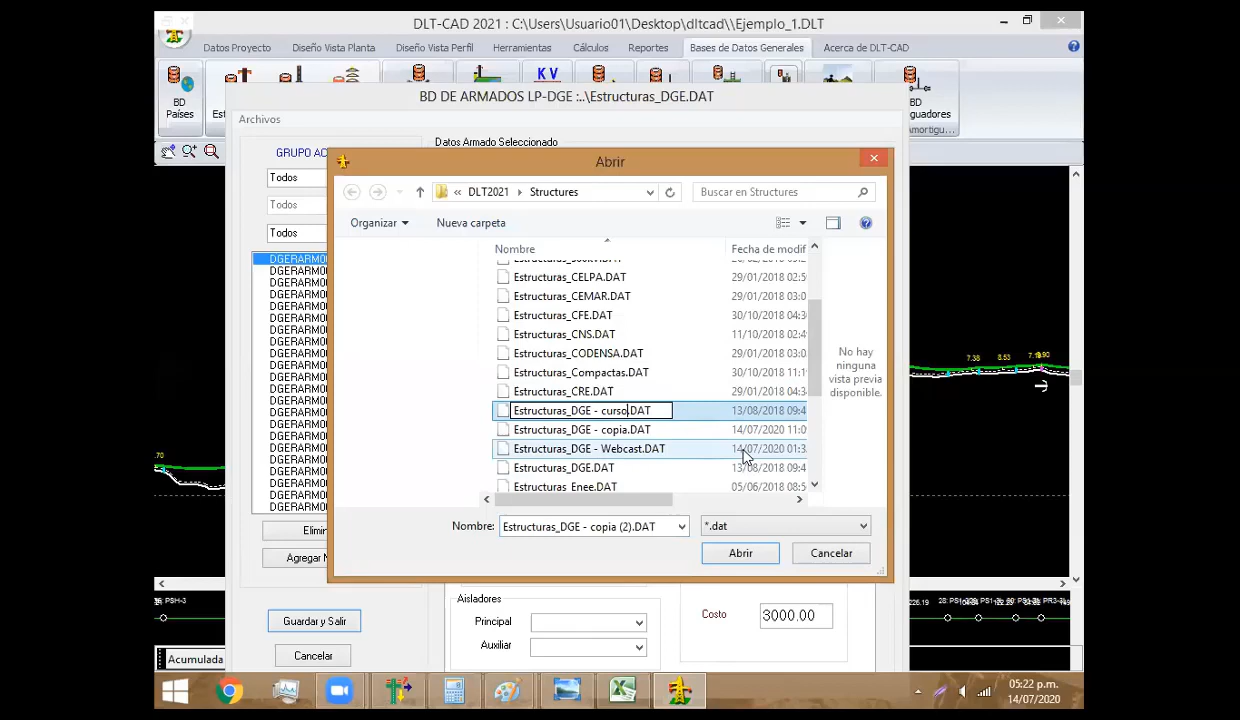 DLT-CAD 2021 : C:\Users\Usuario01\Desktop\dltcad\\Ejemplo_1.DLT
Datos Proyecto
Diseño Vista Planta
Diseño Vista Perfil
Herramientas
Cálculos
Reportes
Bases de Datos Generales
Acerca de DLT-CAD
BD Países
KV
BD
BD DE ARMADOS LP-DGE :..\Estructuras_DGE.DAT
Archivos
Datos Armado Seleccionado
Todos
Todos
Todos
Abrir
« DLT2021 Structures
Buscar en Structures
Organizar
Nueva carpeta
Nombre
Fecha de modif
Estructuras_CELPA.DAT
29/01/2018 02:5
Estructuras_CEMAR.DAT
29/01/2018 03:0
Estructuras_CFE.DAT
30/10/2018 04:3
Estructuras_CNS.DAT
11/10/2018 02:4
Estructuras_CODENSA.DAT
29/01/2018 03:0
Estructuras_Compactas.DAT
30/10/2018 11:1
Estructuras_CRE.DAT
29/01/2018 04:3
Estructuras_DGE - curso.DAT
13/08/2018 09:4
Estructuras_DGE - copia.DAT
14/07/2020 11:0
Estructuras_DGE - Webcast.DAT
14/07/2020 01:3
Estructuras_DGE.DAT
13/08/2018 09:4
Estructuras_Enee.DAT
05/06/2018 08:5
No hay ninguna vista previa disponible.
Nombre:
Estructuras_DGE - copia (2).DAT
*.dat
Abrir
Cancelar
7.38
8.53
.70
Guardar y Salir
Cancelar
Aisladores
Principal
Auxiliar
Costo
3000.00
PSH-3
Acumulada
05:22 p.m.
14/07/2020